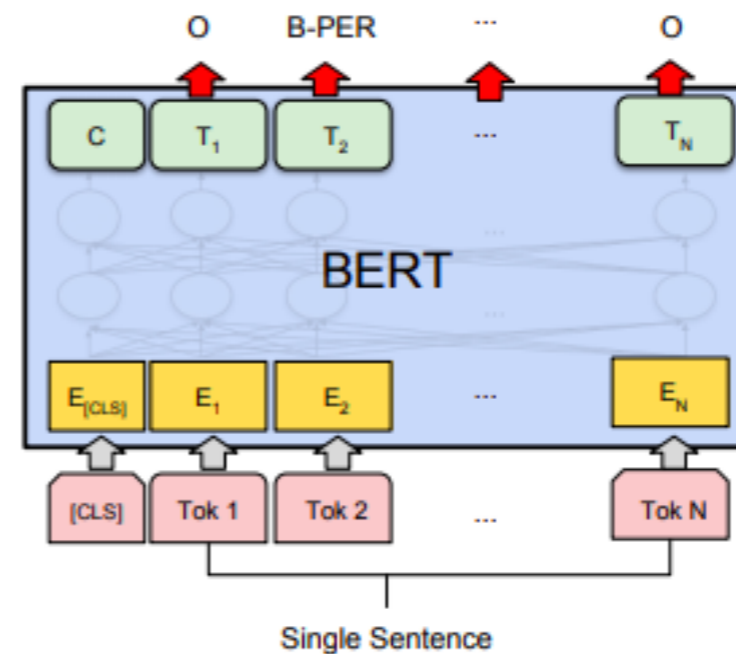 O B-PER ... O
C T1 T2 ... TN
...
BERT
...
E[CLS] E1 E2 ... EN
[CLS] Tok 1 Tok 2 ... Tok N
Single Sentence